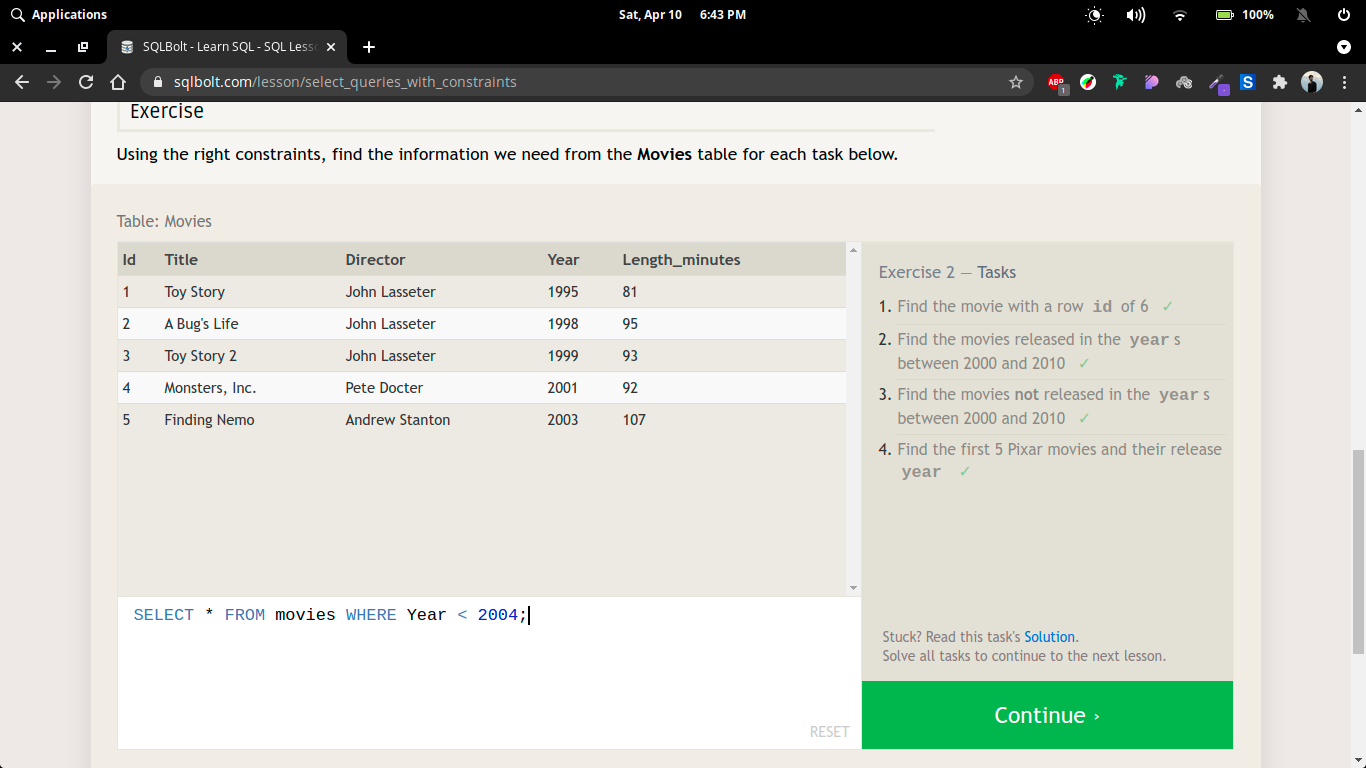 Applications
Sat, Apr 10 6:43 PM
100%
SQLBolt - Learn SQL - SQL Less
sqlbolt.com/lesson/select_queries_with_constraints
ABP
1
S
Exercise
Using the right constraints, find the information we need from the Movies table for each task below.
Table: Movies
Id Title Director Year Length_minutes
1 Toy Story John Lasseter 1995 81
2 A Bug's Life John Lasseter 1998 95
3 Toy Story 2 John Lasseter 1999 93
4 Monsters, Inc. Pete Docter 2001 92
5 Finding Nemo Andrew Stanton 2003 107
SELECT * FROM movies WHERE Year < 2004;
RESET
Exercise 2 — Tasks
1. Find the movie with a row id of 6 ✓
2. Find the movies released in the years
between 2000 and 2010 ✓
3. Find the movies not released in the years
between 2000 and 2010 ✓
4. Find the first 5 Pixar movies and their release
year ✓
Stuck? Read this task's Solution.
Solve all tasks to continue to the next lesson.
Continue ›